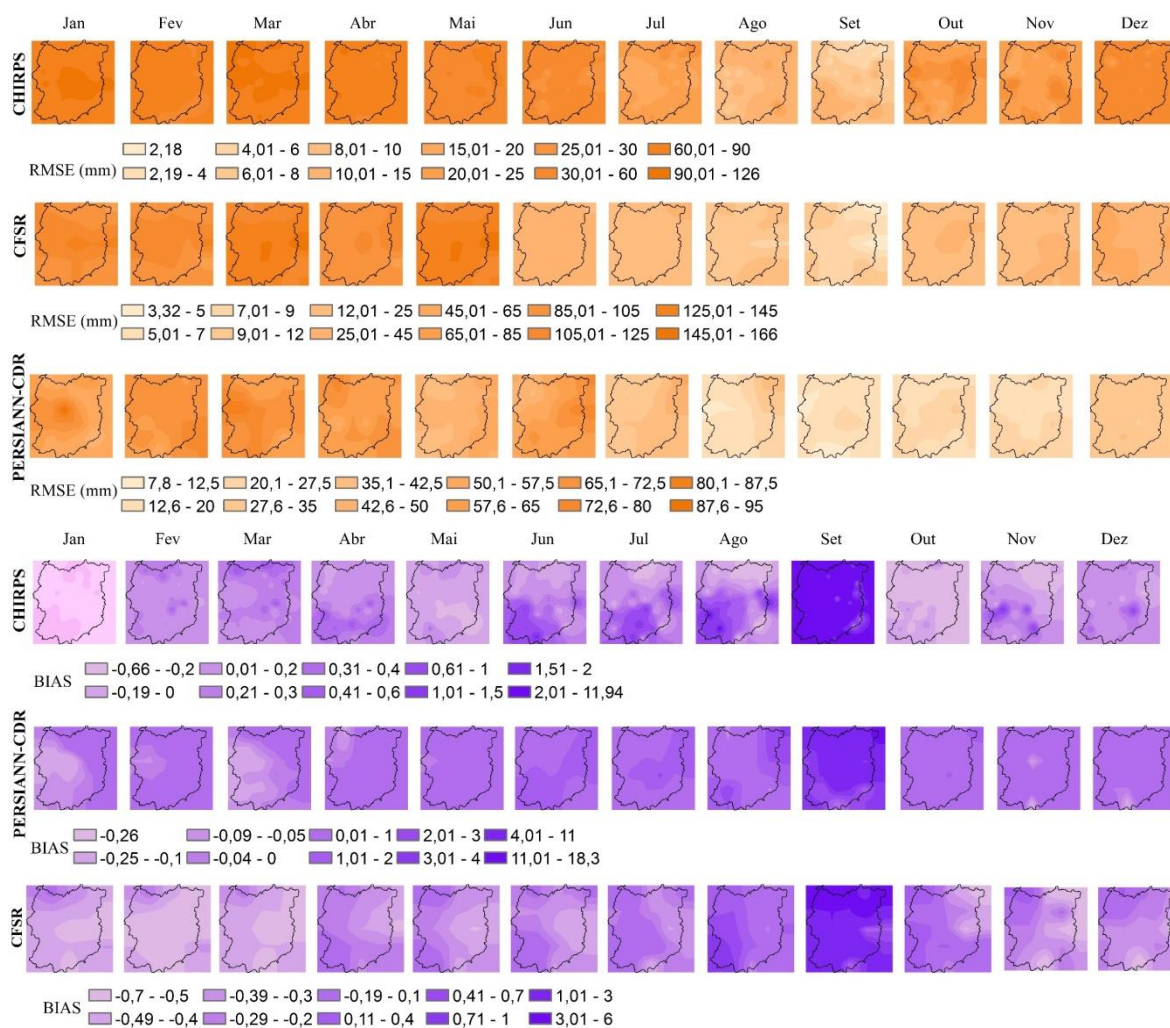 Jan Fev Mar Abr Mai Jun Jul Ago Set Out Nov Dez
CHIRPS
RMSE (mm)
2,18 4,01 - 6 8,01 - 10 15,01 - 20 25,01 - 30 60,01 - 90
2,19 - 4 6,01 - 8 10,01 - 15 20,01 - 25 30,01 - 60 90,01 - 126
CFSR
RMSE (mm)
3,32 - 5 7,01 - 9 12,01 - 25 45,01 - 65 85,01 - 105 125,01 - 145
5,01 - 7 9,01 - 12 25,01 - 45 65,01 - 85 105,01 - 125 145,01 - 166
PERSIANN-CDR
RMSE (mm)
7,8 - 12,5 20,1 - 27,5 35,1 - 42,5 50,1 - 57,5 65,1 - 72,5 80,1 - 87,5
12,6 - 20 27,6 - 35 42,6 - 50 57,6 - 65 72,6 - 80 87,6 - 95
Jan Fev Mar Abr Mai Jun Jul Ago Set Out Nov Dez
CHIRPS
BIAS
-0,66 - -0,2 0,01 - 0,2 0,31 - 0,4 0,61 - 1 1,51 - 2
-0,19 - 0 0,21 - 0,3 0,41 - 0,6 1,01 - 1,5 2,01 - 11,94
PERSIANN-CDR
BIAS
-0,26 -0,09 - -0,05 0,01 - 1 2,01 - 3 4,01 - 11
-0,25 - -0,1 -0,04 - 0 1,01 - 2 3,01 - 4 11,01 - 18,3
CFSR
BIAS
-0,7 - -0,5 -0,39 - -0,3 -0,19 - 0,1 0,41 - 0,7 1,01 - 3
-0,49 - -0,4 -0,29 - -0,2 0,11 - 0,4 0,71 - 1 3,01 - 6